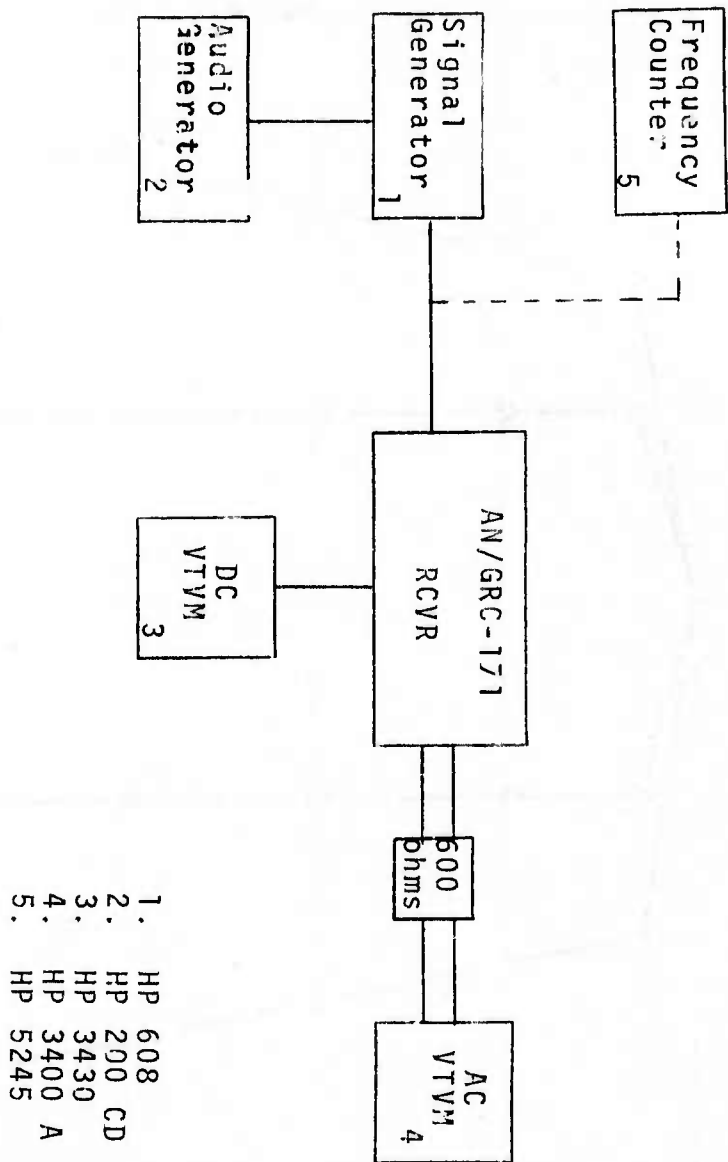 Frequency
Counter
5
Signal
Generator
1
Audio
Generator
2
AN/GRC-171
RCVR
DC
VTVM
3
600
ohms
AC
VTVM
4
1. HP 608
2. HP 200 CD
3. HP 3430
4. HP 3400 A
5. HP 5245